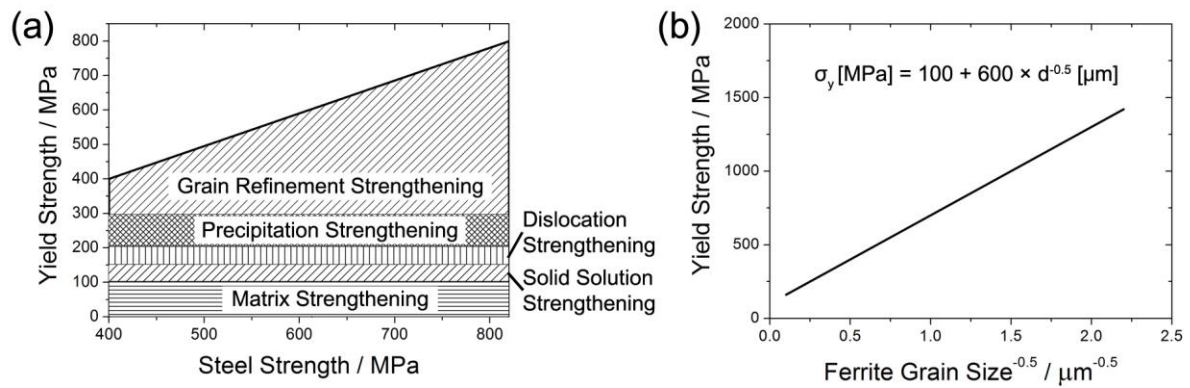 (a)
800
700
600
500
400
300
200
100
0
Yield Strength / MPa
Grain Refinement Strengthening
Precipitation Strengthening
Matrix Strengthening
Dislocation
Strengthening
Solid Solution
Strengthening
400 500 600 700 800
Steel Strength / MPa
(b)
2000
1500
1000
500
0
Yield Strength / MPa
σy [MPa] = 100 + 600 × d-0.5 [μm]
0.0 0.5 1.0 1.5 2.0 2.5
Ferrite Grain Size-0.5 / μm-0.5